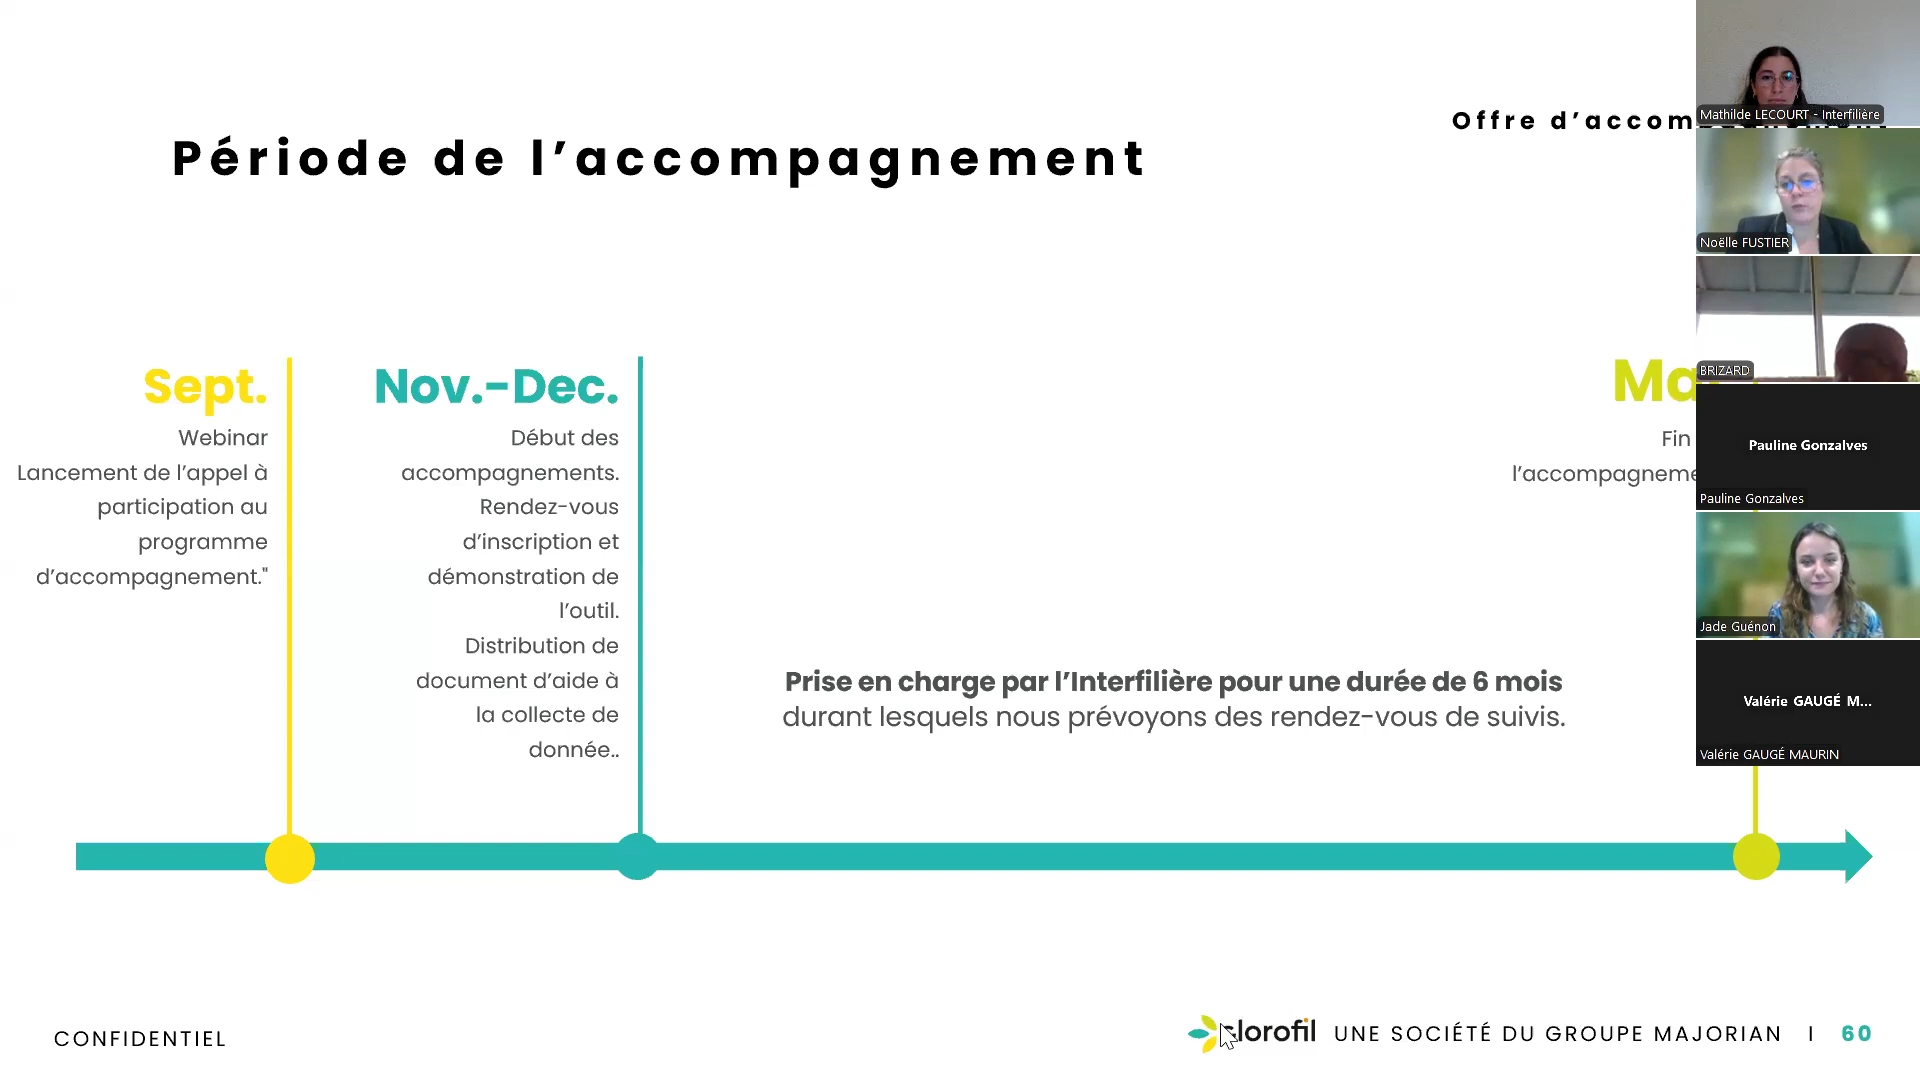 Offre d’accom
Période de l’accompagnement
Sept.
Webinar
Lancement de l’appel à
participation au
programme
d’accompagnement."
Nov.-Dec.
Début des
accompagnements.
Rendez-vous
d’inscription et
démonstration de
l’outil.
Distribution de
document d’aide à
la collecte de
donnée..
Prise en charge par l’Interfilière pour une durée de 6 mois
durant lesquels nous prévoyons des rendez-vous de suivis.
Fin
l’accompagneme
Mathilde LECOURT - Interfilière
Noëlle FUSTIER
BRIZARD
Pauline Gonzalves
Pauline Gonzalves
Jade Guénon
Valérie GAUGÉ M...
Valérie GAUGÉ MAURIN
CONFIDENTIEL
UNE SOCIÉTÉ DU GROUPE MAJORIAN I 60